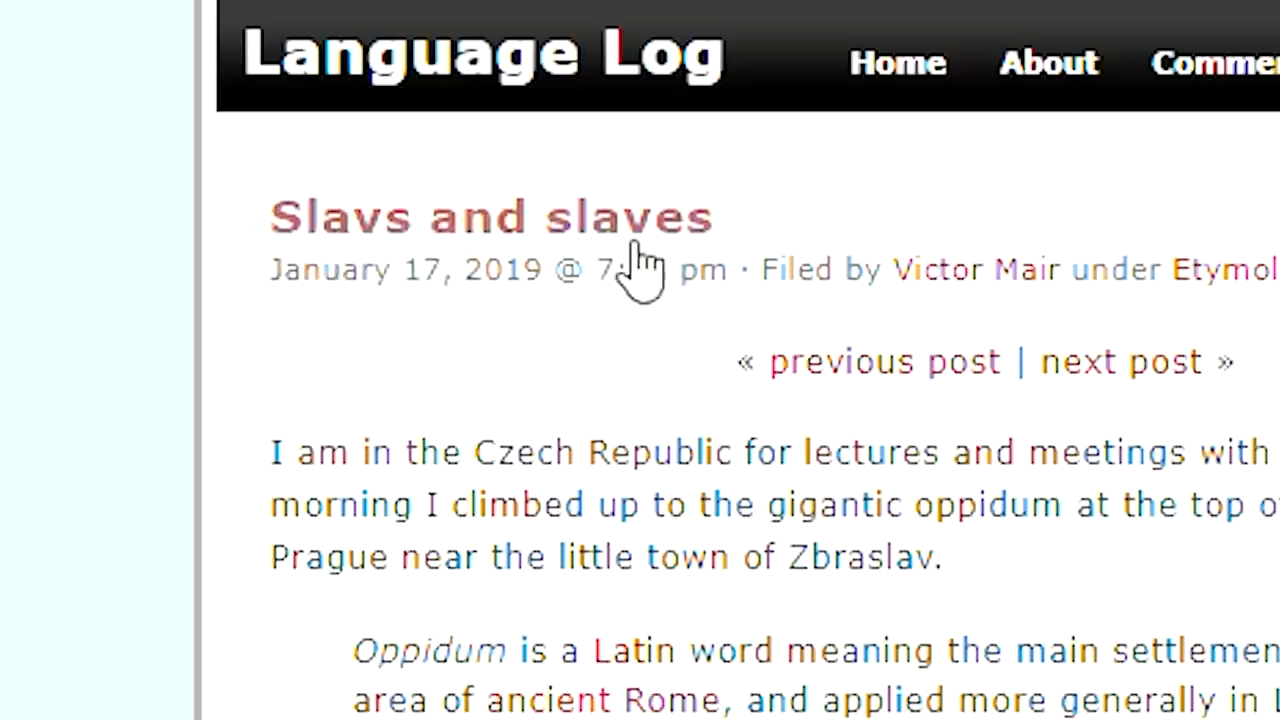 Language Log Home About
Slavs and slaves
January 17, 2019 @ pm · Filed by Victor Mair under
« previous post | next post »
I am in the Czech Republic for lectures and meetings with
morning I climbed up to the gigantic oppidum at the top
Prague near the little town of Zbraslav.
Oppidum is a Latin word meaning the main
area of ancient Rome, and applied more generally in